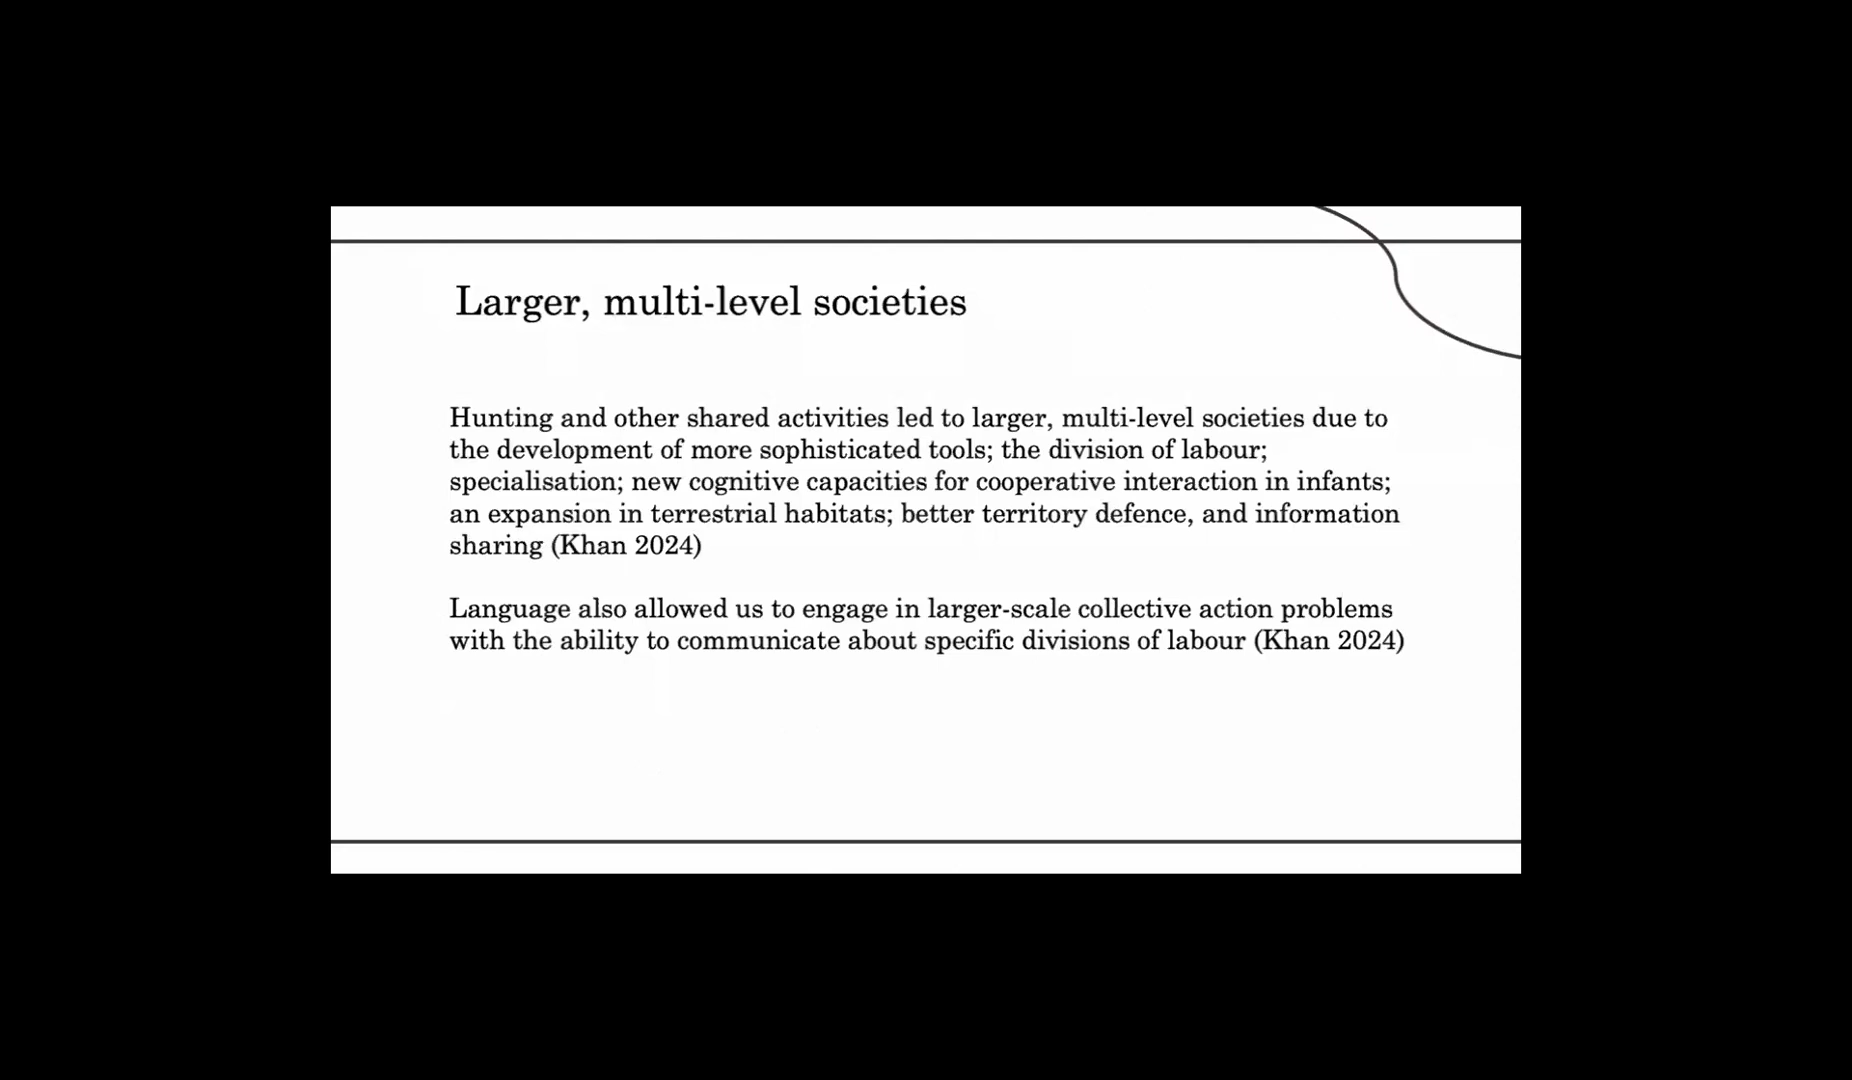 Larger, multi-level societies
Hunting and other shared activities led to larger, multi-level societies due to
the development of more sophisticated tools; the division of labour;
specialisation; new cognitive capacities for cooperative interaction in infants;
an expansion in terrestrial habitats; better territory defence, and information
sharing (Khan 2024)
Language also allowed us to engage in larger-scale collective action problems
with the ability to communicate about specific divisions of labour (Khan 2024)